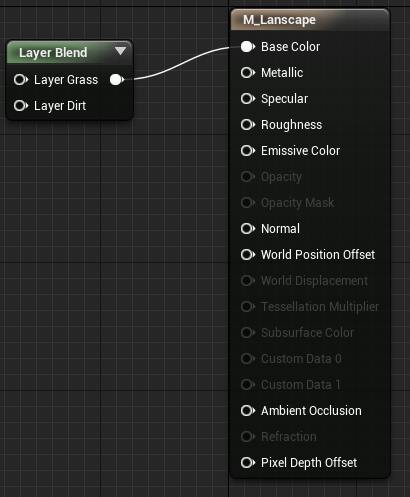 Layer Blend
Layer Grass
Layer Dirt
M_Lanscape
Base Color
Metallic
Specular
Roughness
Emissive Color
Opacity
Opacity Mask
Normal
World Position Offset
World Displacement
Tessellation Multiplier
Subsurface Color
Custom Data 0
Custom Data 1
Ambient Occlusion
Refraction
Pixel Depth Offset